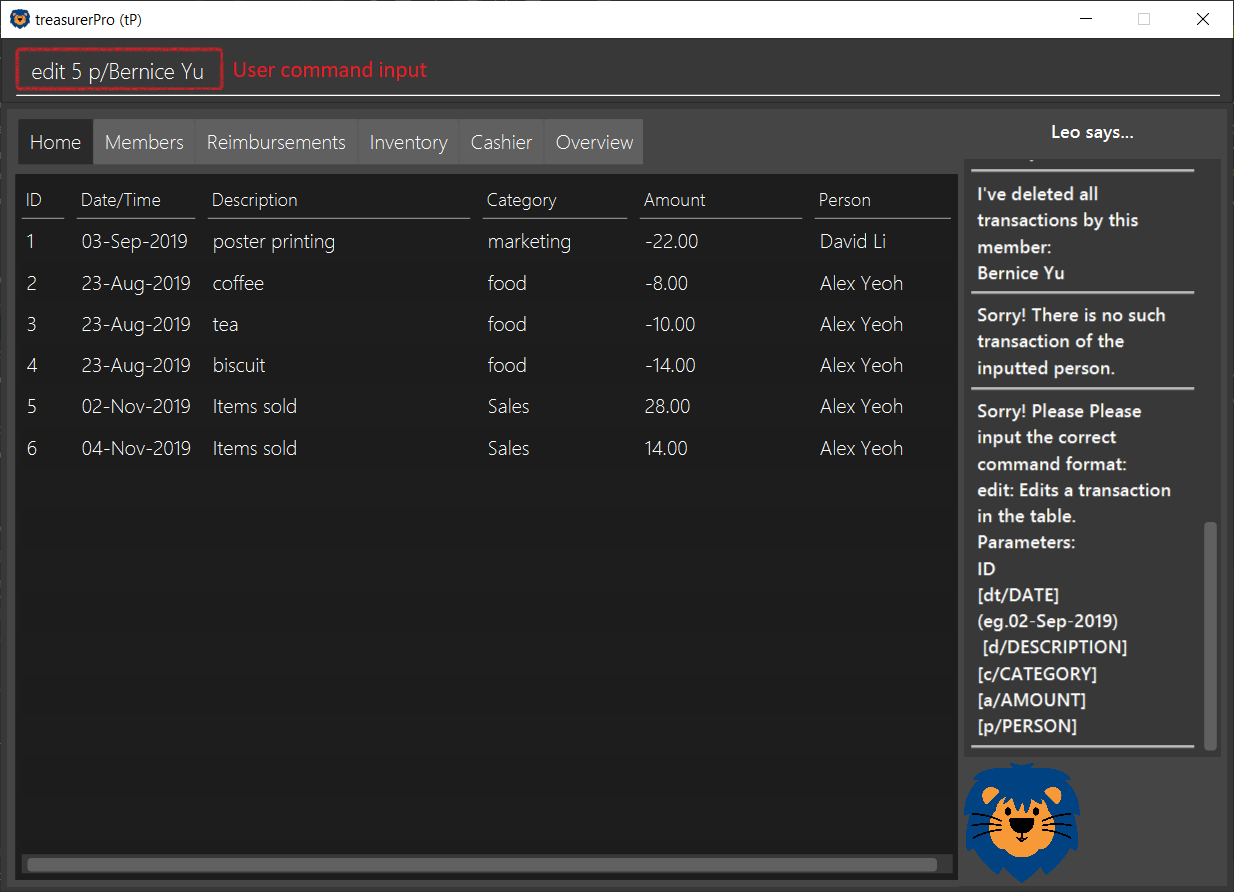 treasurerPro (tP)
edit 5 p/Bernice Yu
User command input
Home Members Reimbursements Inventory Cashier Overview
ID Date/Time Description Category Amount Person
1 03-Sep-2019 poster printing marketing -22.00 David Li
2 23-Aug-2019 coffee food -8.00 Alex Yeoh
3 23-Aug-2019 tea food -10.00 Alex Yeoh
4 23-Aug-2019 biscuit food -14.00 Alex Yeoh
5 02-Nov-2019 Items sold Sales 28.00 Alex Yeoh
6 04-Nov-2019 Items sold Sales 14.00 Alex Yeoh
Leo says...
I've deleted all
transactions by this
member:
Bernice Yu
Sorry! There is no such
transaction of the
inputted person.
Sorry! Please Please
input the correct
command format:
edit: Edits a transaction
in the table.
Parameters:
ID
[dt/DATE]
(eg.02-Sep-2019)
[d/DESCRIPTION]
[c/CATEGORY]
[a/AMOUNT]
[p/PERSON]